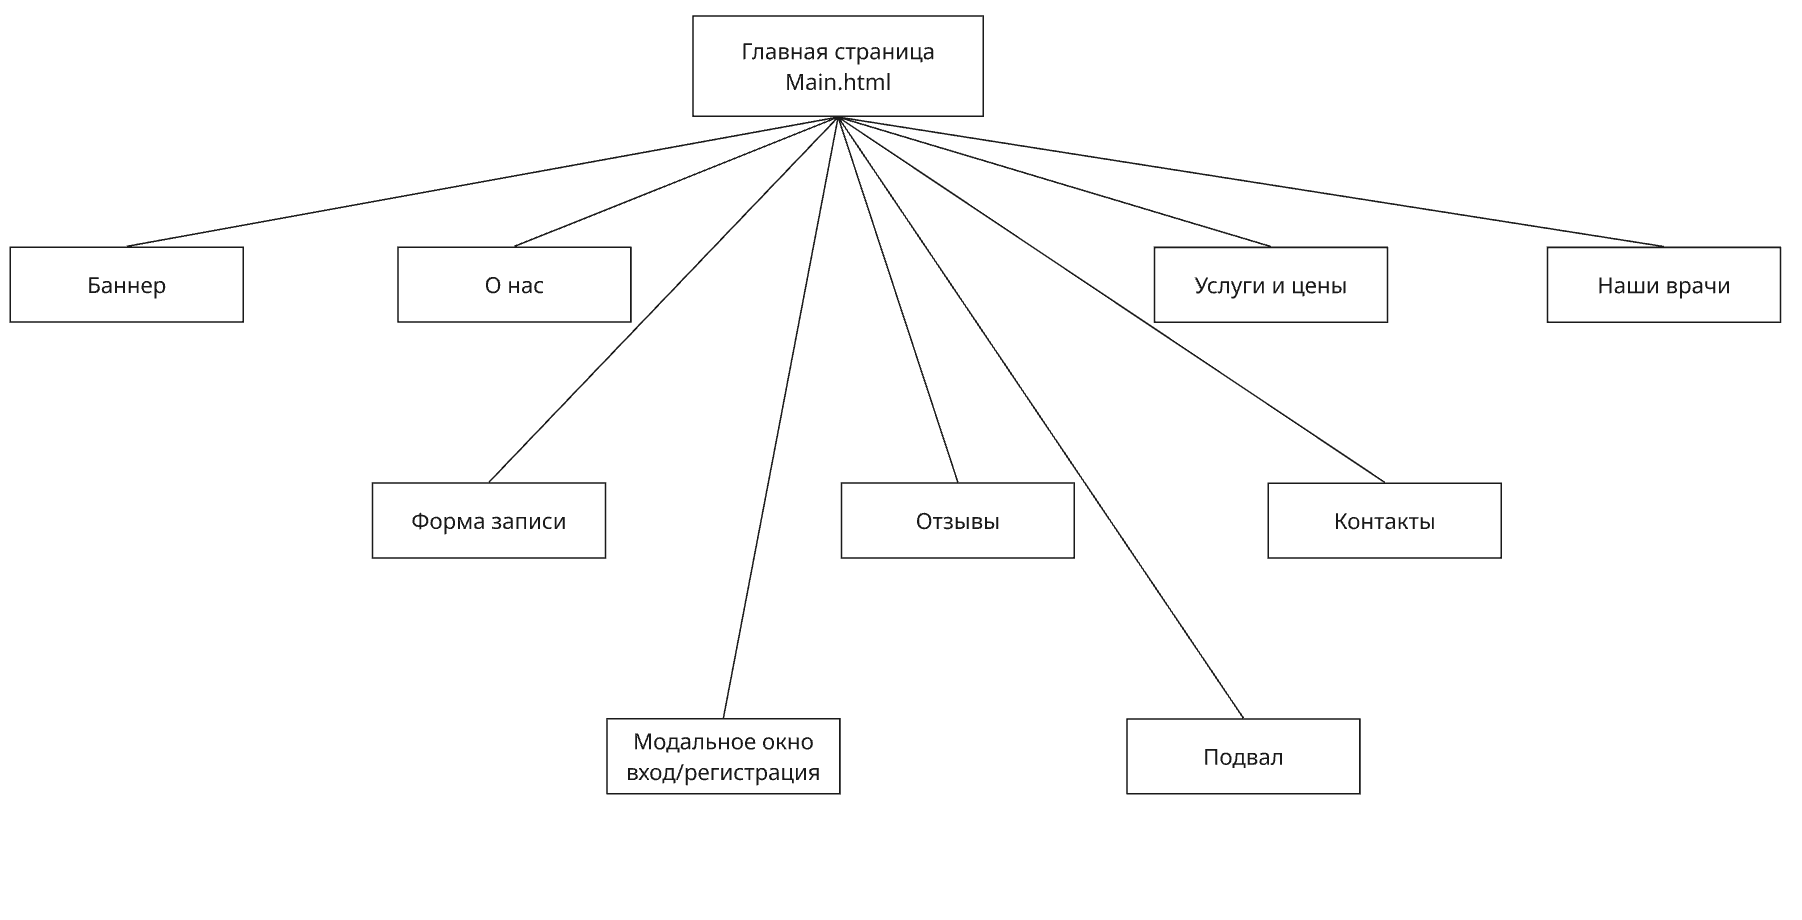 Главная страница
Main.html
Баннер
О нас
Услуги и цены
Наши врачи
Форма записи
Отзывы
Контакты
Модальное окно
вход/регистрация
Подвал